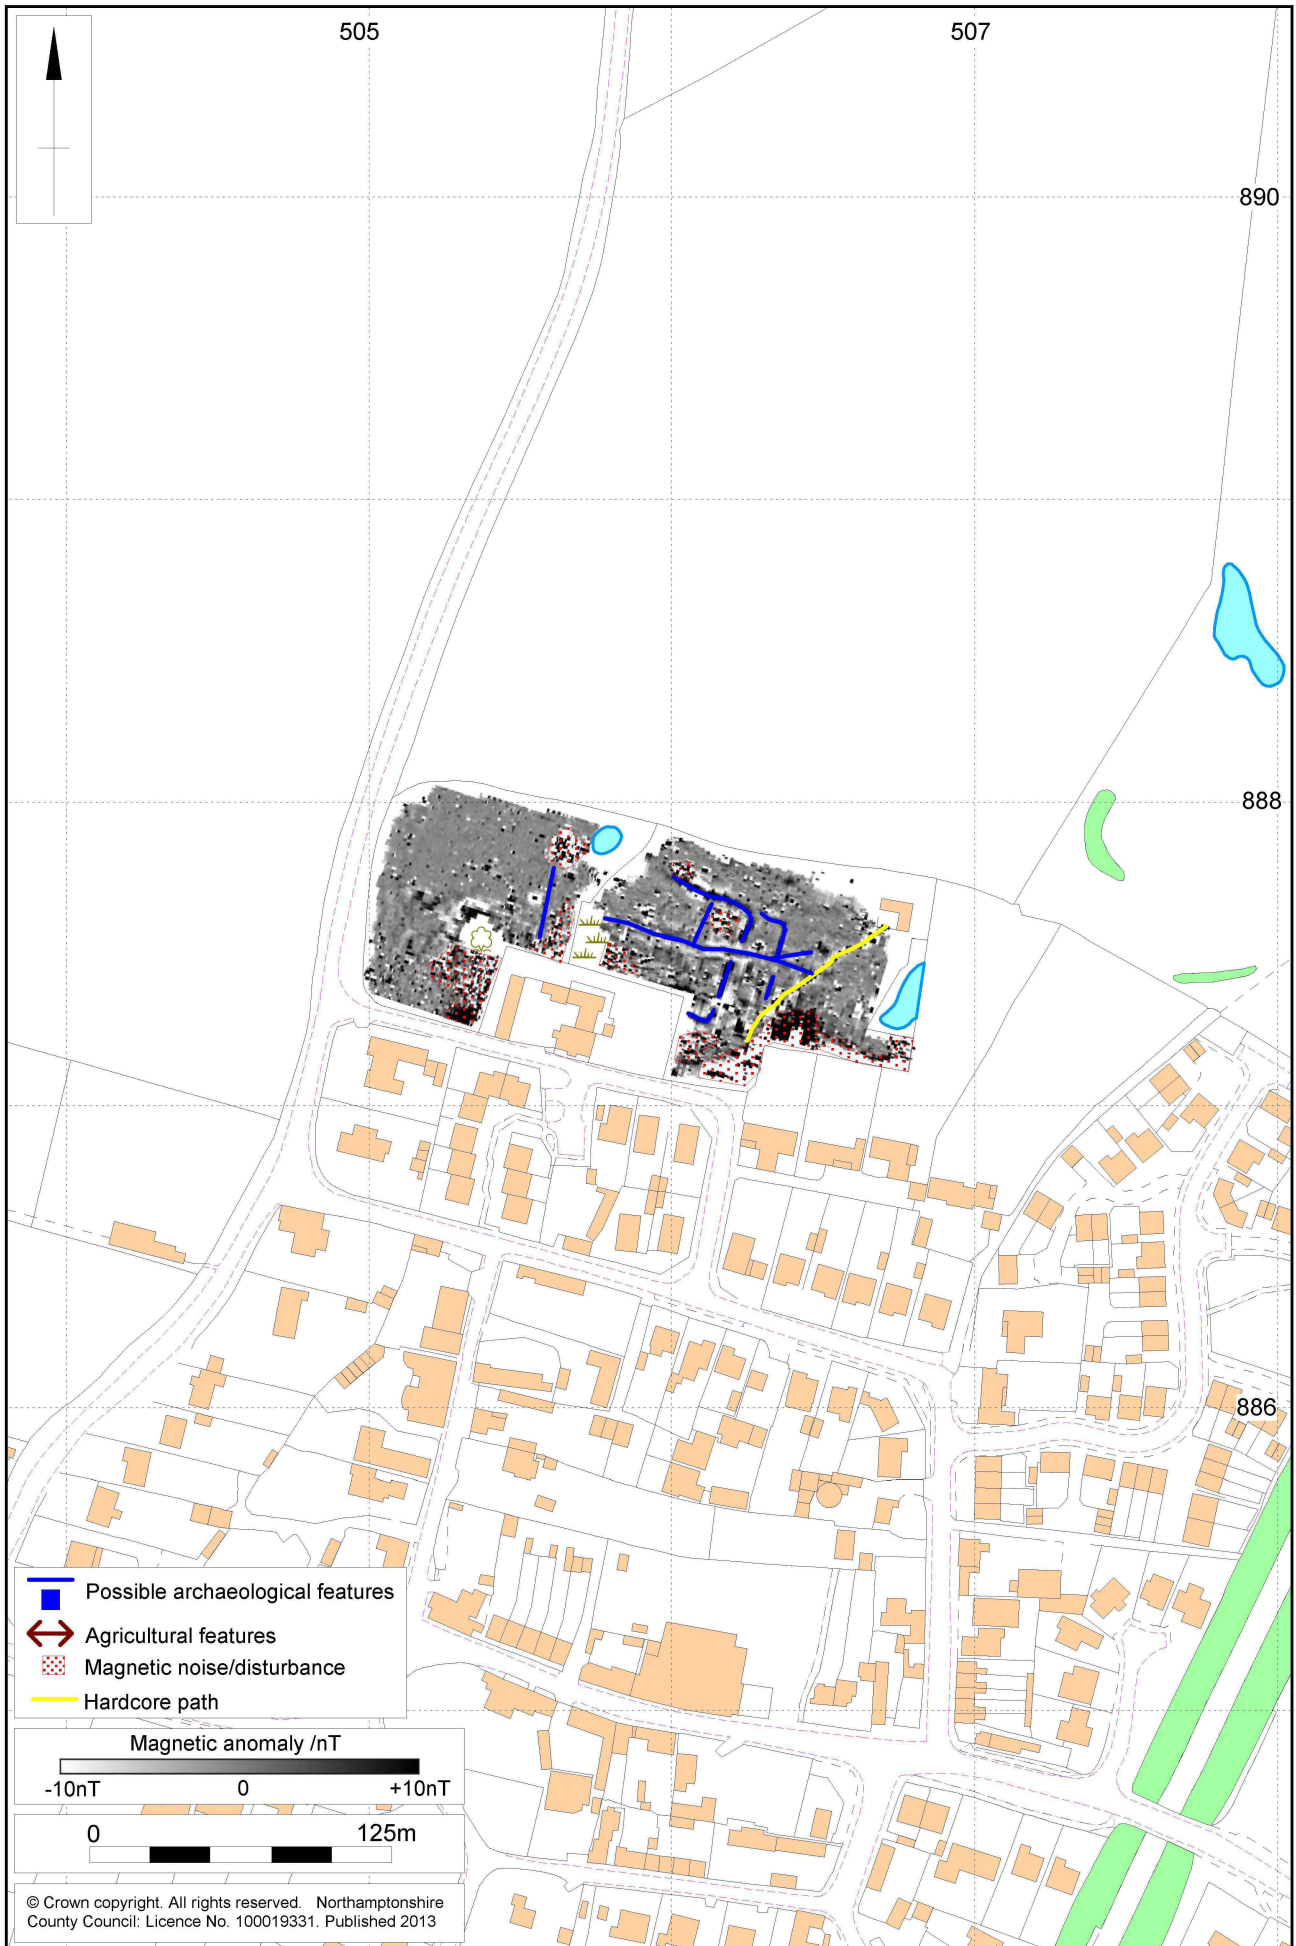 505
507
890
888
886
Possible archaeological features
Agricultural features
Magnetic noise/disturbance
Hardcore path
Magnetic anomaly /nT
-10nT 0 +10nT
0 125m
© Crown copyright. All rights reserved. Northamptonshire
County Council: Licence No. 100019331. Published 2013